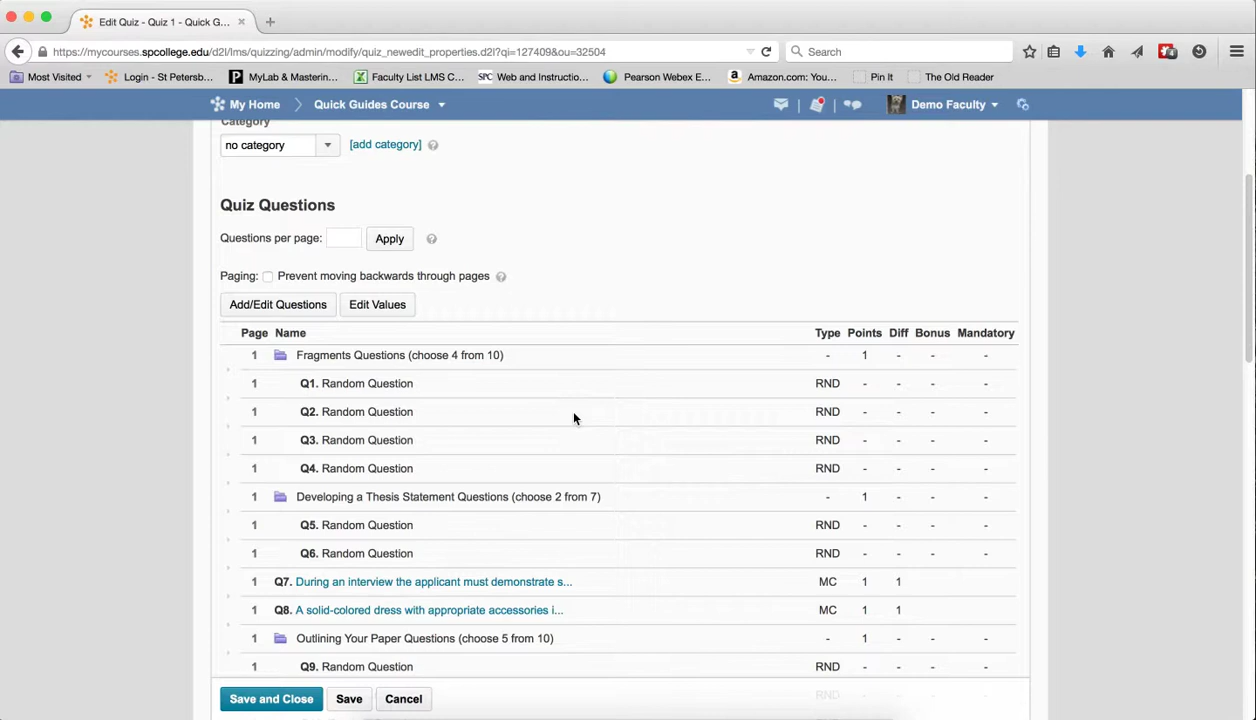 Edit Quiz - Quiz 1 - Quick G...
https://mycourses.spcollege.edu/d2l/lms/quizzing/admin/modify/quiz_newedit_properties.d2l?qi=127409&ou=32504
Search
Most Visited
Login - St Petersb...
MyLab & Mastering...
Faculty List LMS C...
SPC Web and Instructio...
Pearson Webex E...
Amazon.com: You...
Pin It
The Old Reader
My Home
Quick Guides Course
Demo Faculty
Category
no category
[add category]
Quiz Questions
Questions per page:
Apply
Paging: Prevent moving backwards through pages
Add/Edit Questions
Edit Values
Page Name Type Points Diff Bonus Mandatory
1 Fragments Questions (choose 4 from 10) - 1 - - -
1 Q1. Random Question RND - - - -
1 Q2. Random Question RND - - - -
1 Q3. Random Question RND - - - -
1 Q4. Random Question RND - - - -
1 Developing a Thesis Statement Questions (choose 2 from 7) - 1 - - -
1 Q5. Random Question RND - - - -
1 Q6. Random Question RND - - - -
1 Q7. During an interview the applicant must demonstrate s... MC 1 1
1 Q8. A solid-colored dress with appropriate accessories i... MC 1 1
1 Outlining Your Paper Questions (choose 5 from 10) - 1 - - -
1 Q9. Random Question RND - - - -
RND - - - -
Save and Close
Save
Cancel